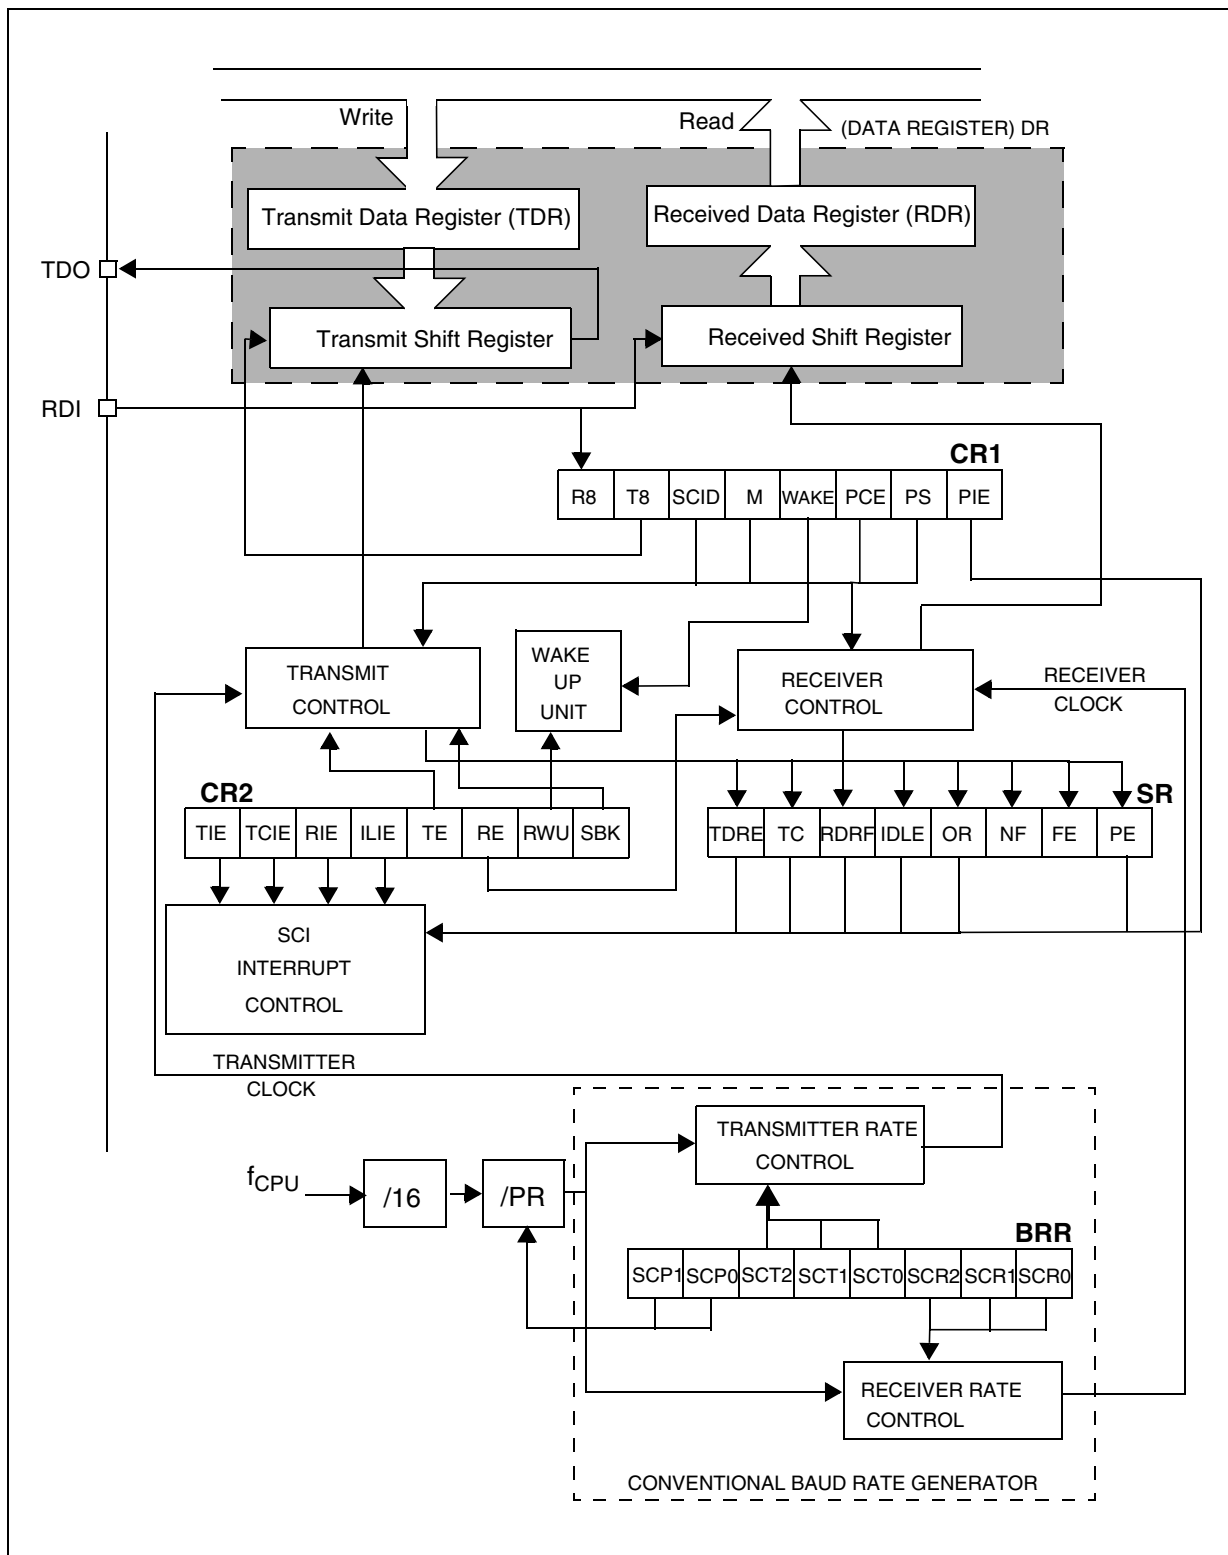 Write
Read
(DATA REGISTER) DR
Transmit Data Register (TDR)
Received Data Register (RDR)
TDO
Transmit Shift Register
Received Shift Register
RDI
CR1
R8 T8 SCID M WAKE PCE PS PIE
TRANSMIT
CONTROL
WAKE
UP
UNIT
RECEIVER
CONTROL
RECEIVER
CLOCK
CR2
TIE TCIE RIE ILIE TE RE RWU SBK
SR
TDRE TC RDRF IDLE OR NF FE PE
SCI
INTERRUPT
CONTROL
TRANSMITTER
CLOCK
TRANSMITTER RATE
CONTROL
fCPU
/16
/PR
BRR
SCP1 SCP0 SCT2 SCT1 SCT0 SCR2 SCR1 SCR0
RECEIVER RATE
CONTROL
CONVENTIONAL BAUD RATE GENERATOR